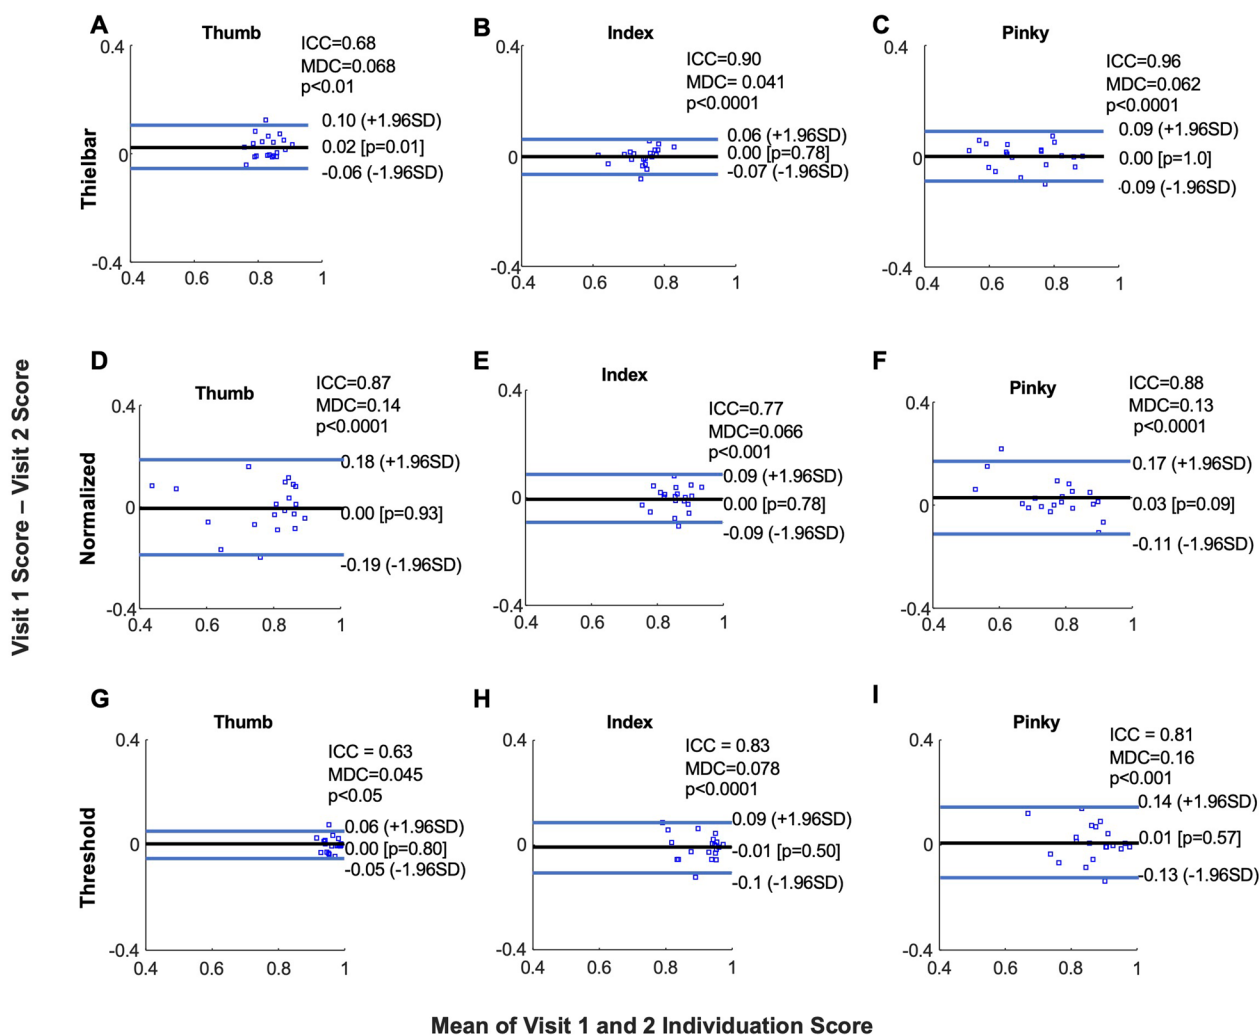 Visit 1 Score – Visit 2 Score
Thielbar
A
Thumb
ICC=0.68
MDC=0.068
p<0.01
0.4
0
-0.4
0.10 (+1.96SD)
0.02 [p=0.01]
-0.06 (-1.96SD)
0.4 0.6 0.8 1
B
Index
ICC=0.90
MDC= 0.041
p<0.0001
0.4
0
-0.4
0.06 (+1.96SD)
0.00 [p=0.78]
-0.07 (-1.96SD)
0.4 0.6 0.8 1
C
Pinky
ICC=0.96
MDC=0.062
p<0.0001
0.4
0
-0.4
0.09 (+1.96SD)
0.00 [p=1.0]
-0.09 (-1.96SD)
0.4 0.6 0.8 1
Normalized
D
Thumb
ICC=0.87
MDC=0.14
p<0.0001
0.4
0
-0.4
0.18 (+1.96SD)
0.00 [p=0.93]
-0.19 (-1.96SD)
0.4 0.6 0.8 1
E
Index
ICC=0.77
MDC=0.066
p<0.001
0.4
0
-0.4
0.09 (+1.96SD)
0.00 [p=0.78]
-0.09 (-1.96SD)
0.4 0.6 0.8 1
F
Pinky
ICC=0.88
MDC=0.13
p<0.0001
0.4
0
-0.4
0.17 (+1.96SD)
0.03 [p=0.09]
-0.11 (-1.96SD)
0.4 0.6 0.8 1
Threshold
G
Thumb
ICC = 0.63
MDC=0.045
p<0.05
0.4
0
-0.4
0.06 (+1.96SD)
0.00 [p=0.80]
-0.05 (-1.96SD)
0.4 0.6 0.8 1
H
Index
ICC = 0.83
MDC=0.078
p<0.0001
0.4
0
-0.4
0.09 (+1.96SD)
-0.01 [p=0.50]
-0.1 (-1.96SD)
0.4 0.6 0.8 1
I
Pinky
ICC = 0.81
MDC=0.16
p<0.001
0.4
0
-0.4
0.14 (+1.96SD)
0.01 [p=0.57]
-0.13 (-1.96SD)
0.4 0.6 0.8 1
Mean of Visit 1 and 2 Individuation Score